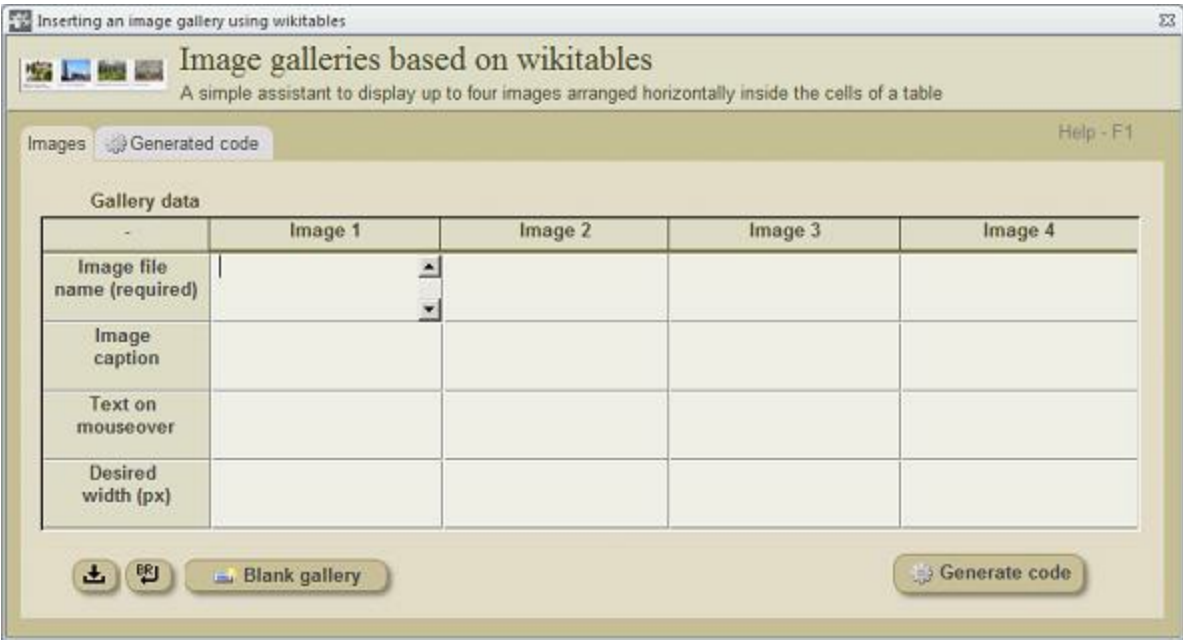 Inserting an image gallery using wikitables
Image galleries based on wikitables
A simple assistant to display up to four images arranged horizontally inside the cells of a table
Images
Generated code
Help - F1
Gallery data
-
Image 1
Image 2
Image 3
Image 4
Image file
name (required)
Image
caption
Text on
mouseover
Desired
width (px)
BR
Blank gallery
Generate code